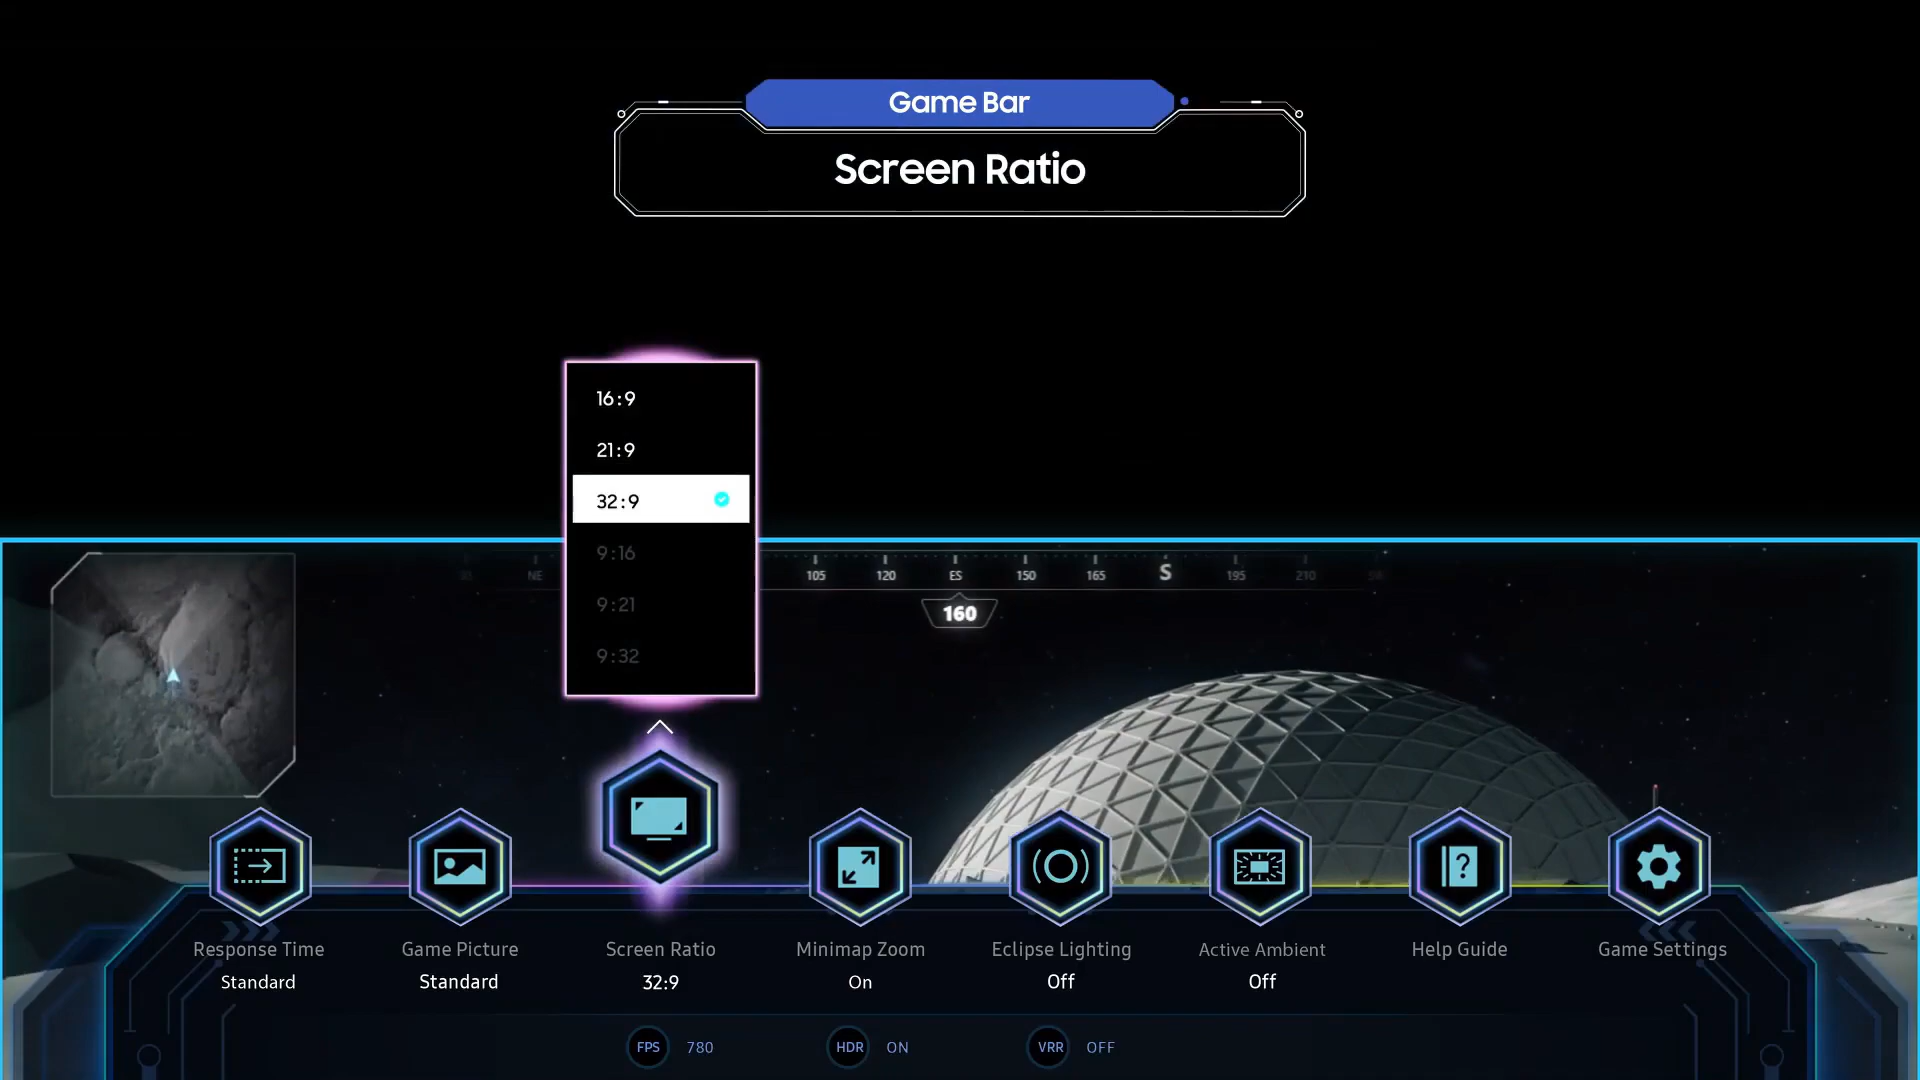 Game Bar
Screen Ratio
16:9
21:9
32:9
9:16
9:21
9:32
NE 105 120 ES 150 165 S 195 210
160
Response Time Game Picture Screen Ratio Minimap Zoom Eclipse Lighting Active Ambient Help Guide Game Settings
Standard Standard 32:9 On Off Off
FPS 780 HDR ON VRR OFF